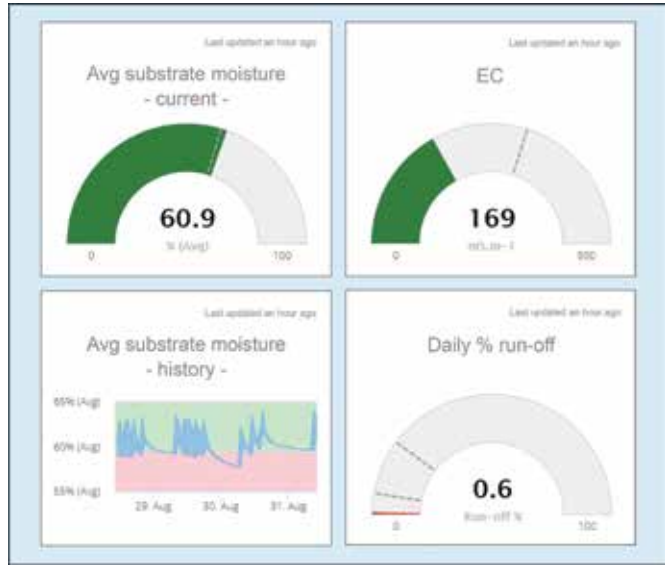 Last updated an hour ago
Avg substrate moisture
- current -
60.9
% (Avg)
0
100
Last updated an hour ago
EC
169
0
Last updated an hour ago
Avg substrate moisture
- history -
65% (Avg)
60% (Avg)
55% (Avg)
29. Aug
30. Aug
31. Aug
Last updated an hour ago
Daily % run-off
0.6
Run-off %
0
100